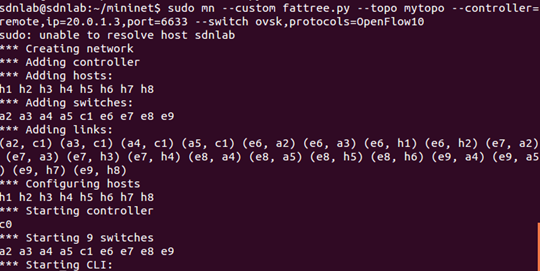 sdnlab@sdnlab:~/mininet$ sudo mn --custom fattree.py --topo mytopo --controller=
remote,ip=20.0.1.3,port=6633 --switch ovsk,protocols=OpenFlow10
sudo: unable to resolve host sdnlab
*** Creating network
*** Adding controller
*** Adding hosts:
h1 h2 h3 h4 h5 h6 h7 h8
*** Adding switches:
a2 a3 a4 a5 c1 e6 e7 e8 e9
*** Adding links:
(a2, c1) (a3, c1) (a4, c1) (a5, c1) (e6, a2) (e6, a3) (e6, h1) (e6, h2) (e7, a2)
 (e7, a3) (e7, h3) (e7, h4) (e8, a4) (e8, a5) (e8, h5) (e8, h6) (e9, a4) (e9, a5
) (e9, h7) (e9, h8)
*** Configuring hosts
h1 h2 h3 h4 h5 h6 h7 h8
*** Starting controller
c0
*** Starting 9 switches
a2 a3 a4 a5 c1 e6 e7 e8 e9
*** Starting CLI: